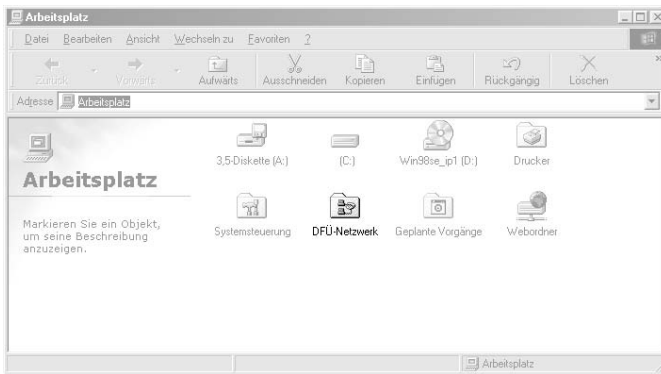 Arbeitsplatz
Datei Bearbeiten Ansicht Wechseln zu Favoriten ?
Zurück Vorwärts Aufwärts Ausschneiden Kopieren Einfügen Rückgängig Löschen »
Adresse Arbeitsplatz
3,5-Diskette (A:) (C:) Win98se_ip1 (D:) Drucker
Arbeitsplatz
Systemsteuerung DFÜ-Netzwerk Geplante Vorgänge Webordner
Markieren Sie ein Objekt,
um seine Beschreibung
anzuzeigen.
Arbeitsplatz